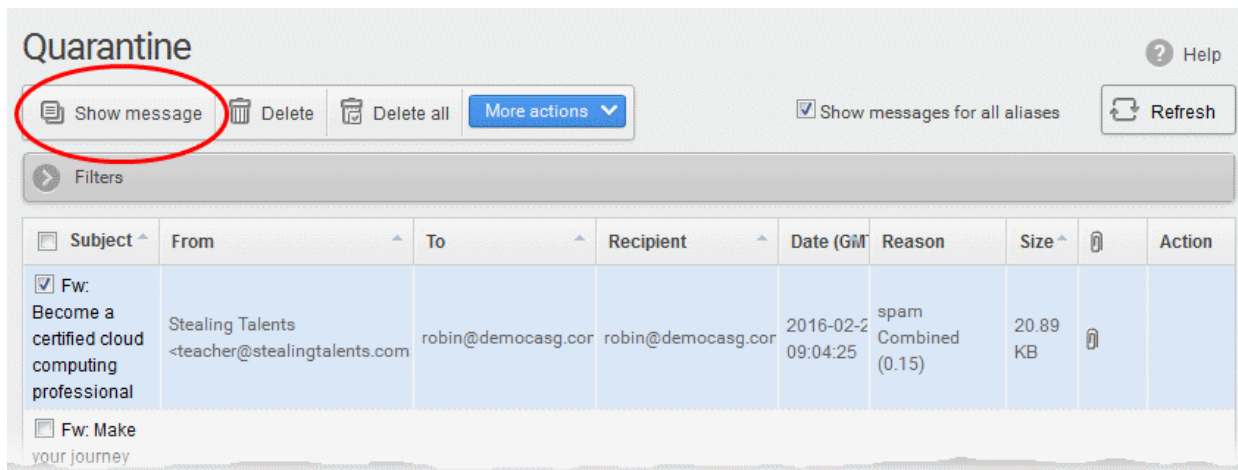 Quarantine
Help
Show message Delete Delete all More actions Show messages for all aliases Refresh
Filters
Subject From To Recipient Date (GMT Reason Size Action
Fw:
Become a
certified cloud
computing
professional
Stealing Talents
<teacher@stealingtalents.com
robin@democasg.cor robin@democasg.cor
2016-02-2
09:04:25
spam
Combined
(0.15)
20.89
KB
Fw: Make
your journey